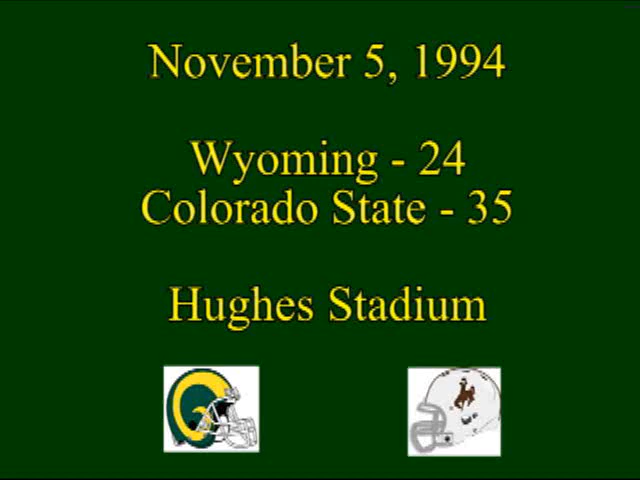 November 5, 1994
Wyoming - 24
Colorado State - 35
Hughes Stadium